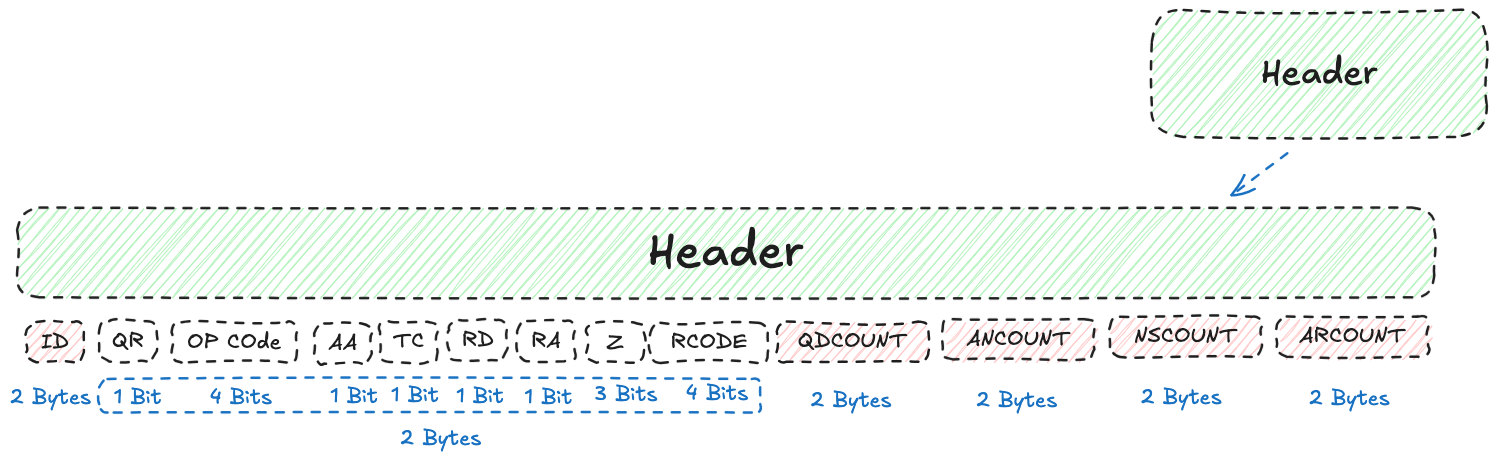 Header
Header
ID QR OP COde AA TC RD RA Z RCODE QDCOUNT ANCOUNT NSCOUNT ARCOUNT
2 Bytes 1 Bit 4 Bits 1 Bit 1 Bit 1 Bit 1 Bit 3 Bits 4 Bits 2 Bytes 2 Bytes 2 Bytes 2 Bytes
2 Bytes